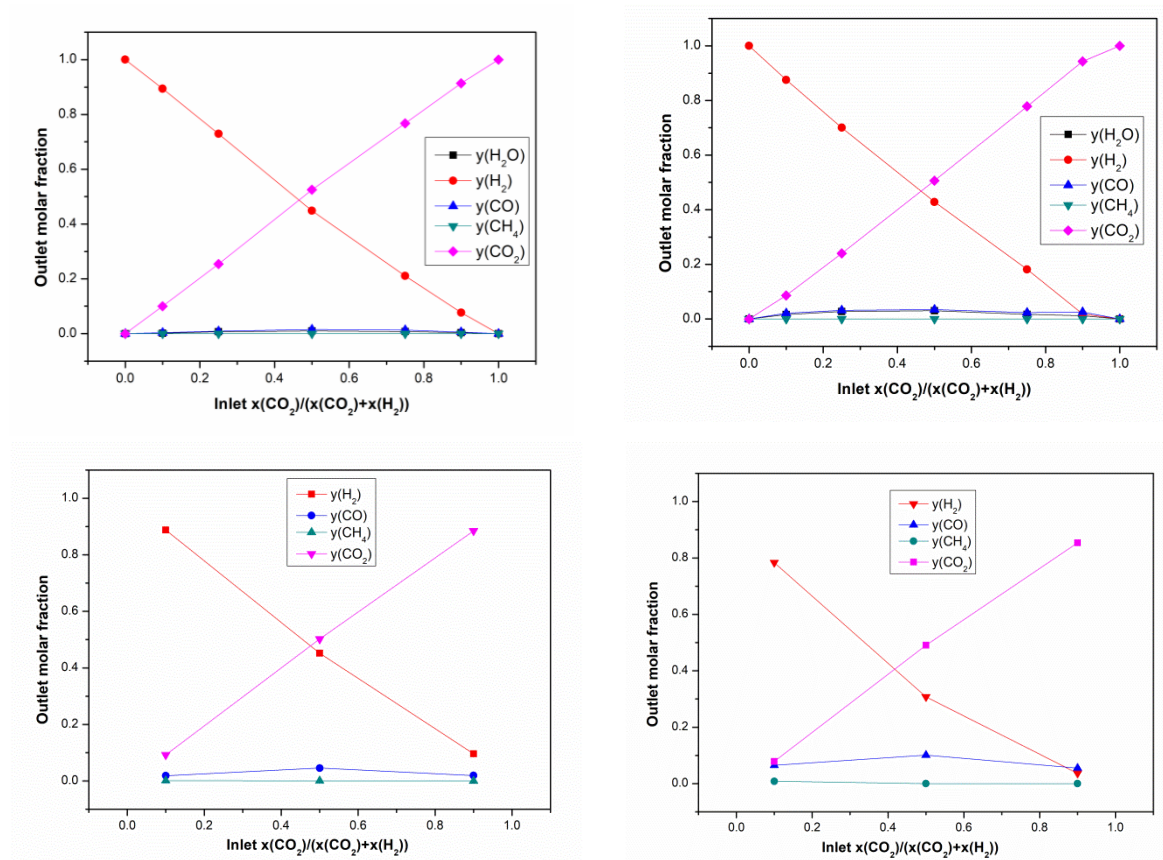 1.0
0.8
0.6
0.4
0.2
0.0
Outlet molar fraction
y(H₂O)
y(H₂)
y(CO)
y(CH₄)
y(CO₂)
0.0 0.2 0.4 0.6 0.8 1.0
Inlet x(CO₂)/(x(CO₂)+x(H₂))
1.0
0.8
0.6
0.4
0.2
0.0
Outlet molar fraction
y(H₂O)
y(H₂)
y(CO)
y(CH₄)
y(CO₂)
0.0 0.2 0.4 0.6 0.8 1.0
Inlet x(CO₂)/(x(CO₂)+x(H₂))
1.0
0.8
0.6
0.4
0.2
0.0
Outlet molar fraction
y(H₂)
y(CO)
y(CH₄)
y(CO₂)
0.0 0.2 0.4 0.6 0.8 1.0
Inlet x(CO₂)/(x(CO₂)+x(H₂))
1.0
0.8
0.6
0.4
0.2
0.0
Outlet molar fraction
y(H₂)
y(CO)
y(CH₄)
y(CO₂)
0.0 0.2 0.4 0.6 0.8 1.0
Inlet x(CO₂)/(x(CO₂)+x(H₂))